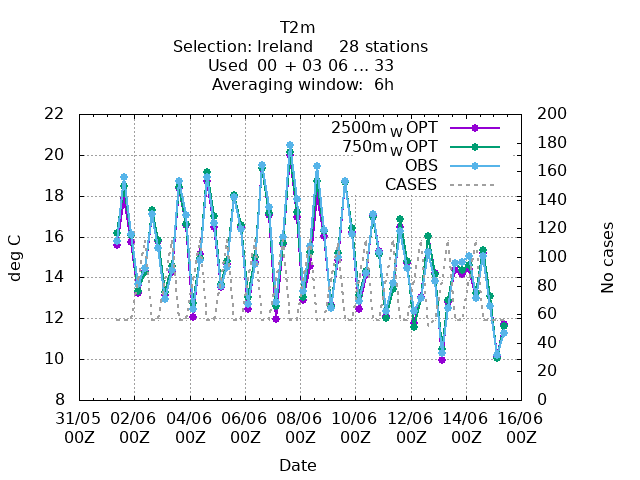 T2m
Selection: Ireland     28 stations
Used  00 + 03 06 ... 33
Averaging window:  6h
2500m W OPT
750m W OPT
OBS
CASES
deg C
22
20
18
16
14
12
10
8
No cases
200
180
160
140
120
100
80
60
40
20
0
31/05 02/06 04/06 06/06 08/06 10/06 12/06 14/06 16/06
00Z 00Z 00Z 00Z 00Z 00Z 00Z 00Z 00Z
Date